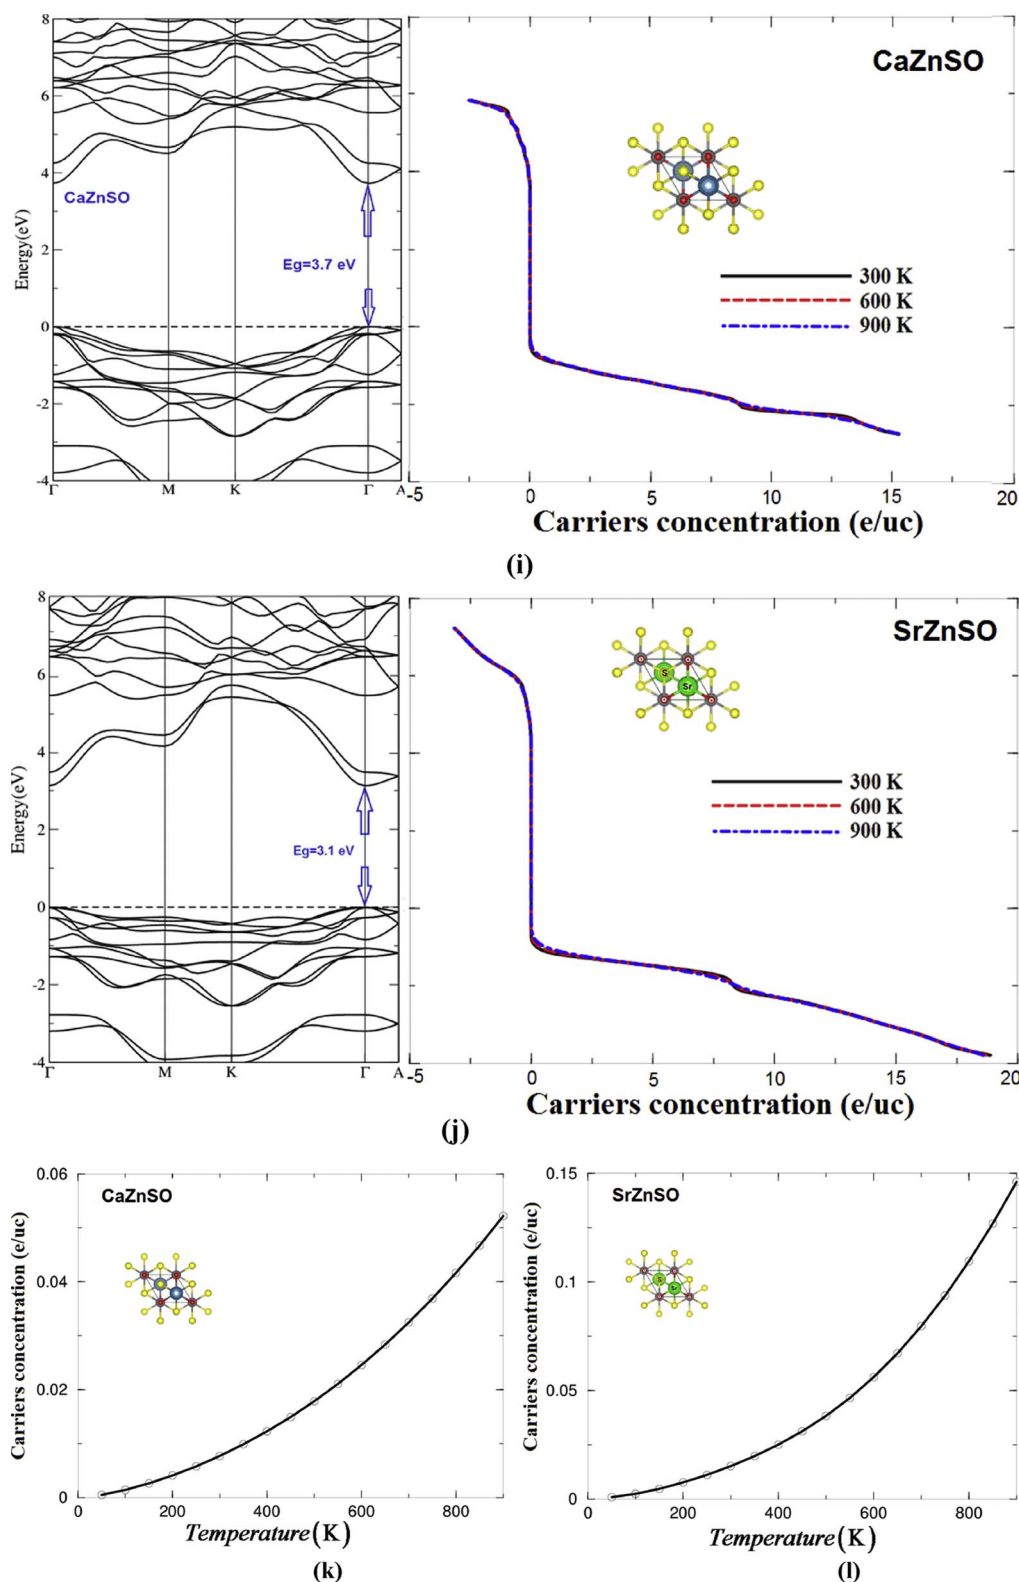 8
6
4
2
0
-2
-4
Energy(eV)
CaZnSO
Eg=3.7 eV
Γ M K Γ A
CaZnSO
300 K
600 K
900 K
-5 0 5 10 15 20
Carriers concentration (e/uc)
(i)
8
6
4
2
0
-2
-4
Energy(eV)
Eg=3.1 eV
Γ M K Γ A
SrZnSO
S
Sr
300 K
600 K
900 K
-5 0 5 10 15 20
Carriers concentration (e/uc)
(j)
0.06
0.04
0.02
0
Carriers concentration (e/uc)
CaZnSO
0 200 400 600 800
Temperature(K)
(k)
0.15
0.1
0.05
0
Carriers concentration (e/uc)
SrZnSO
S
Sr
0 200 400 600 800
Temperature(K)
(l)